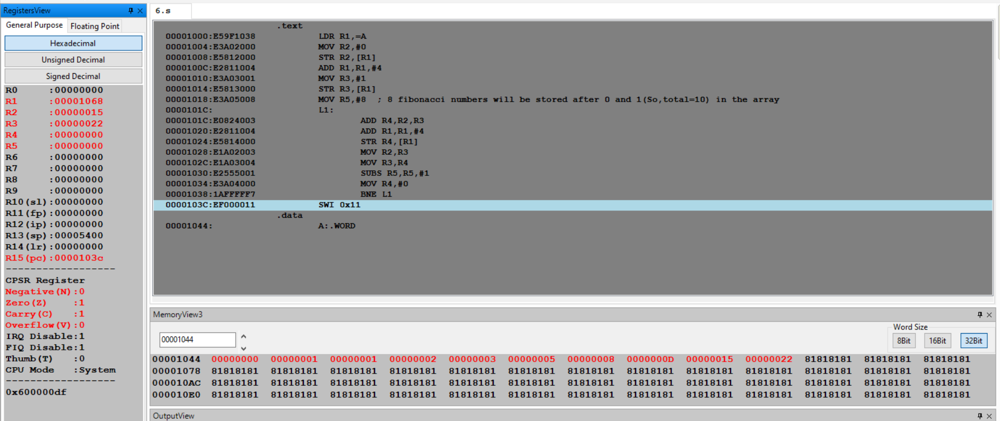 RegistersView
General Purpose Floating Point
Hexadecimal
Unsigned Decimal
Signed Decimal
R0 :00000000
R1 :00001068
R2 :00000015
R3 :00000022
R4 :00000000
R5 :00000000
R6 :00000000
R7 :00000000
R8 :00000000
R9 :00000000
R10(sl):00000000
R11(fp):00000000
R12(ip):00000000
R13(sp):00005400
R14(lr):00000000
R15(pc):0000103c
-------------------
CPSR Register
Negative(N):0
Zero(Z) :1
Carry(C) :1
Overflow(V):0
IRQ Disable:1
FIQ Disable:1
Thumb(T) :0
CPU Mode :System
-------------------
0x600000df
6.s
.text
00001000:E59F1038 LDR R1,=A
00001004:E3A02000 MOV R2,#0
00001008:E5812000 STR R2,[R1]
0000100C:E2811004 ADD R1,R1,#4
00001010:E3A03001 MOV R3,#1
00001014:E5813000 STR R3,[R1]
00001018:E3A05008 MOV R5,#8 ; 8 fibonacci numbers will be stored after 0 and 1(So,total=10) in the array
0000101C: L1:
0000101C:E0824003 ADD R4,R2,R3
00001020:E2811004 ADD R1,R1,#4
00001024:E5814000 STR R4,[R1]
00001028:E1A02003 MOV R2,R3
0000102C:E1A03004 MOV R3,R4
00001030:E2555001 SUBS R5,R5,#1
00001034:E3A04000 MOV R4,#0
00001038:1AFFFFF7 BNE L1
0000103C:EF000011 SWI 0x11
.data
00001044: A:.WORD
MemoryView3
00001044
Word Size
8Bit 16Bit 32Bit
00001044 00000000 00000001 00000001 00000002 00000003 00000005 00000008 0000000D 00000015 00000022 81818181 81818181 81818181
00001078 81818181 81818181 81818181 81818181 81818181 81818181 81818181 81818181 81818181 81818181 81818181 81818181 81818181
000010AC 81818181 81818181 81818181 81818181 81818181 81818181 81818181 81818181 81818181 81818181 81818181 81818181 81818181
000010E0 81818181 81818181 81818181 81818181 81818181 81818181 81818181 81818181 81818181 81818181 81818181 81818181 81818181
OutputView